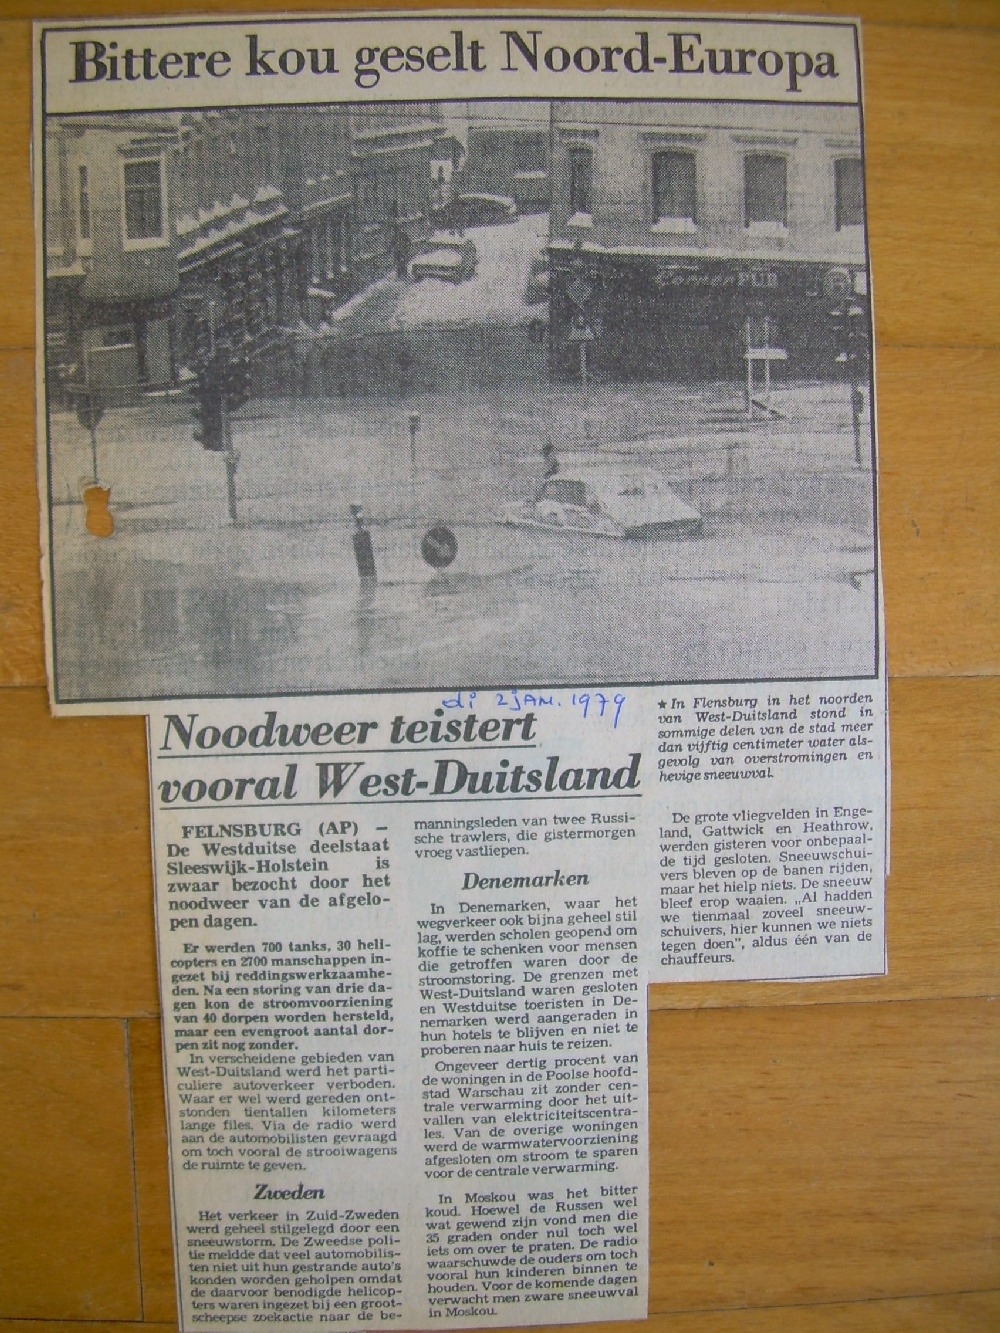 Bittere kou geselt Noord-Europa
Corner PUB
di 2 jAN. 1979
Noodweer teistert
vooral West-Duitsland
★ In Flensburg in het noorden
van West-Duitsland stond in
sommige delen van de stad meer
dan vijftig centimeter water als-
gevolg van overstromingen en
hevige sneeuwval.
FELNSBURG (AP) –
De Westduitse deelstaat
Sleeswijk-Holstein is
zwaar bezocht door het
noodweer van de afgelo-
pen dagen.
Er werden 700 tanks, 30 heli-
copters en 2700 manschappen in-
gezet bij reddingswerkzaamhe-
den. Na een storing van drie da-
gen kon de stroomvoorziening
van 40 dorpen worden hersteld,
maar een evengroot aantal dor-
pen zit nog zonder.
In verscheidene gebieden van
West-Duitsland werd het parti-
culiere autoverkeer verboden.
Waar er wel werd gereden ont-
stonden tientallen kilometers
lange files. Via de radio werd
aan de automobilisten gevraagd
om toch vooral de strooiwagens
de ruimte te geven.
Zweden
Het verkeer in Zuid-Zweden
werd geheel stilgelegd door een
sneeuwstorm. De Zweedse poli-
tie meldde dat veel automobilis-
ten niet uit hun gestrande auto's
konden worden geholpen omdat
de daarvoor benodigde helicop-
ters waren ingezet bij een groot-
scheepse zoekactie naar de be-
manningsleden van twee Russi-
sche trawlers, die gistermorgen
vroeg vastliepen.
Denemarken
In Denemarken, waar het
wegverkeer ook bijna geheel stil
lag, werden scholen geopend om
koffie te schenken voor mensen
die getroffen waren door de
stroomstoring. De grenzen met
West-Duitsland waren gesloten
en Westduitse toeristen in De-
nemarken werd aangeraden in
hun hotels te blijven en niet te
proberen naar huis te reizen.
Ongeveer dertig procent van
de woningen in de Poolse hoofd-
stad Warschau zit zonder cen-
trale verwarming door het uit-
vallen van elektriciteitscentra-
les. Van de overige woningen
werd de warmwatervoorziening
afgesloten om stroom te sparen
voor de centrale verwarming.
In Moskou was het bitter
koud. Hoewel de Russen wel
wat gewend zijn vond men die
35 graden onder nul toch wel
iets om over te praten. De radio
waarschuwde de ouders om toch
vooral hun kinderen binnen te
houden. Voor de komende dagen
verwacht men zware sneeuwval
in Moskou.
De grote vliegvelden in Enge-
land, Gattwick en Heathrow,
werden gisteren voor onbepaal-
de tijd gesloten. Sneeuwschui-
vers bleven op de banen rijden,
maar het hielp niets. De sneeuw
bleef erop waaien. „Al hadden
we tienmaal zoveel sneeuw-
schuivers, hier kunnen we niets
tegen doen", aldus één van de
chauffeurs.